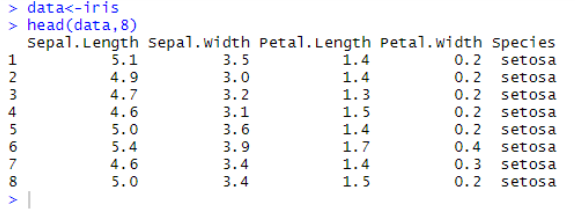 > data<-iris
> head(data,8)
  Sepal.Length Sepal.Width Petal.Length Petal.Width Species
1          5.1         3.5          1.4         0.2  setosa
2          4.9         3.0          1.4         0.2  setosa
3          4.7         3.2          1.3         0.2  setosa
4          4.6         3.1          1.5         0.2  setosa
5          5.0         3.6          1.4         0.2  setosa
6          5.4         3.9          1.7         0.4  setosa
7          4.6         3.4          1.4         0.3  setosa
8          5.0         3.4          1.5         0.2  setosa
>